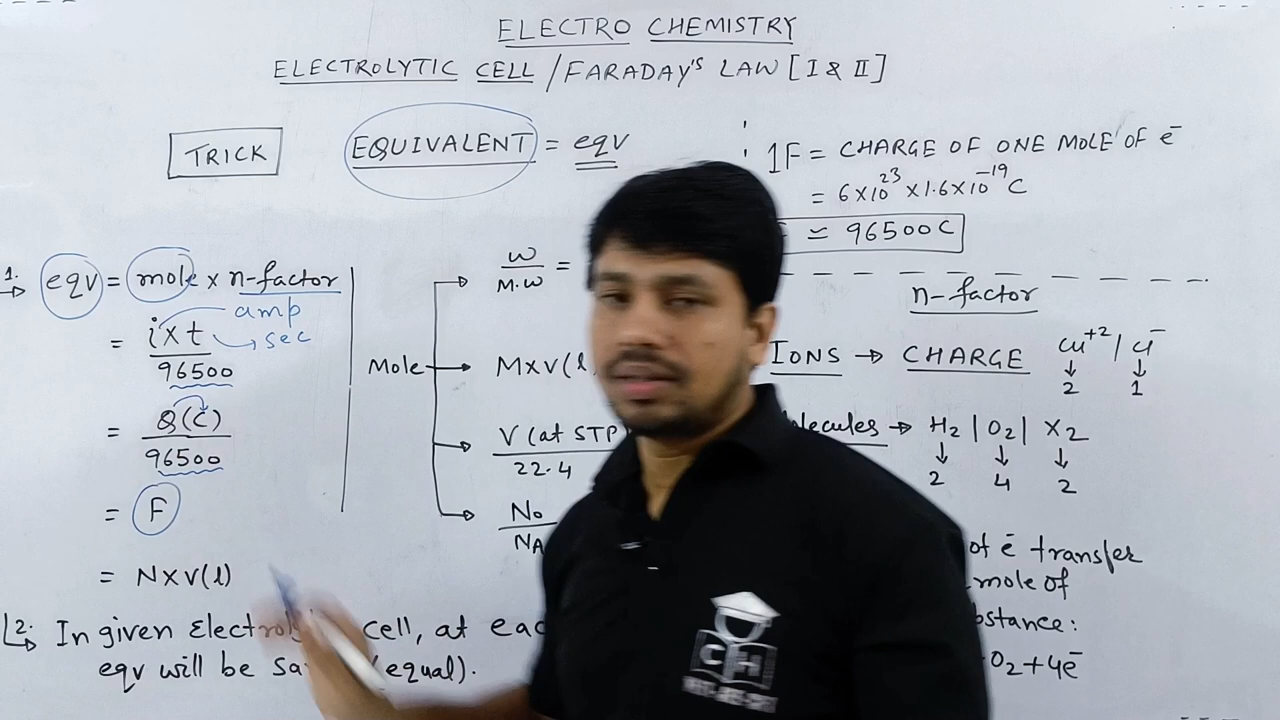 ELECTRO CHEMISTRY
ELECTROLYTIC CELL / FARADAY'S LAW [I & II]
TRICK
EQUIVALENT = eqv
1F = CHARGE OF ONE MOLE OF e⁻
= 6×10²³×1.6×10⁻¹⁹C
≃ 96500C
1. → eqv = mole × n-factor
= i×t / 96500
amp
sec
= Q(C) / 96500
= F
= N×V(l)
Mole
→ W / M.W =
→ M×V(l
→ V (at STP) / 22.4
→ No / NA
n-factor
IONS → CHARGE Cu⁺² | Cl⁻
↓ ↓
2 1
→ H₂ | O₂ | X₂
↓ ↓ ↓
2 4 2
of e⁻ transfer
mole of
O₂+4e⁻
2. → In given cell, at
eqv will be (equal).
CH